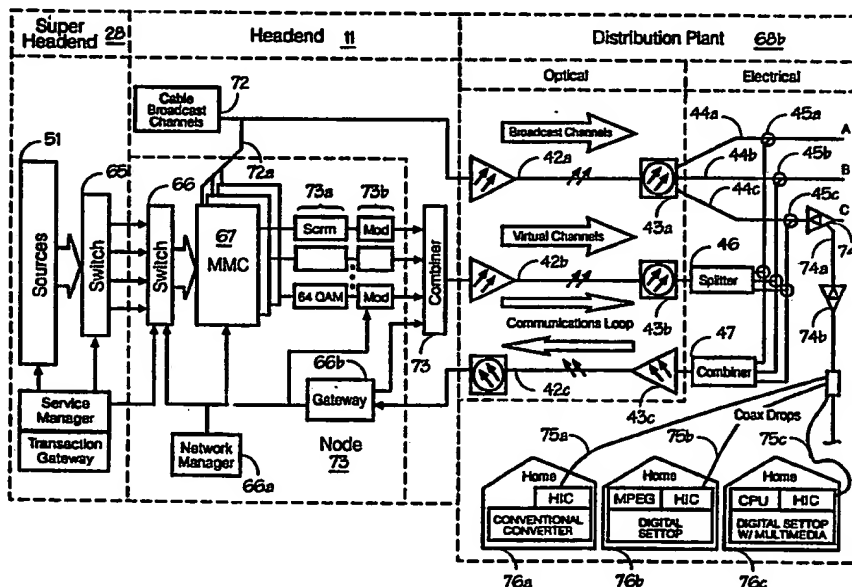 Super Headend 28
Headend 11
Distribution Plant 68b
Optical
Electrical
72
Cable Broadcast Channels
72a
51
65
66
Sources
Switch
Switch
67
MMC
73a
73b
Scrm
Mod
64 QAM
Mod
Combiner
73
Broadcast Channels
42a
43a
44a
44b
44c
45a
45b
45c
A
B
C
74
74a
74b
Virtual Channels
42b
43b
46
Splitter
Communications Loop
42c
43c
47
Combiner
66b
Gateway
Service Manager
Transaction Gateway
Network Manager
66a
Node 73
Coax Drops
75a
75b
75c
Home
HIC
CONVENTIONAL CONVERTER
76a
Home
MPEG
HIC
DIGITAL SETTOP
76b
Home
CPU
HIC
DIGITAL SETTOP W/ MULTIMEDIA
76c